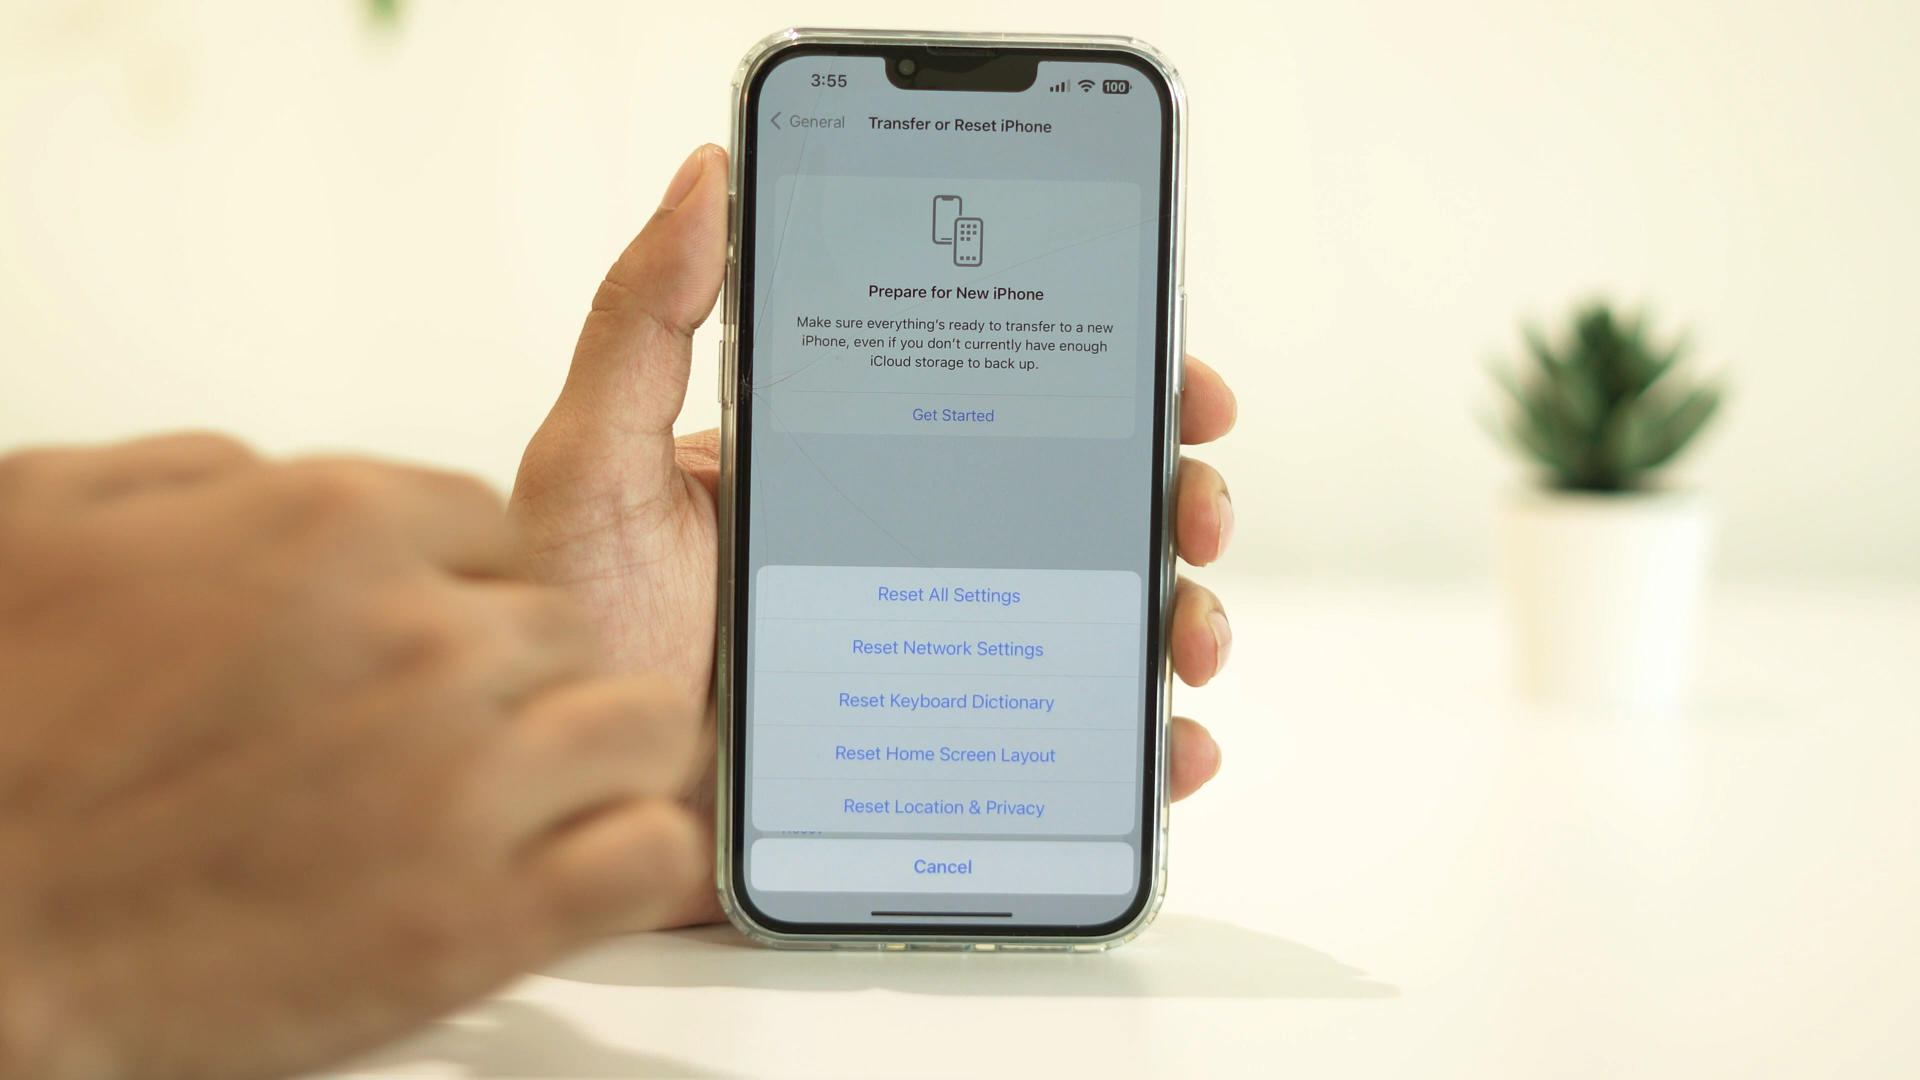 3:55
100
General
Transfer or Reset iPhone
Prepare for New iPhone
Make sure everything's ready to transfer to a new
iPhone, even if you don't currently have enough
iCloud storage to back up.
Get Started
Reset All Settings
Reset Network Settings
Reset Keyboard Dictionary
Reset Home Screen Layout
Reset Location & Privacy
Cancel